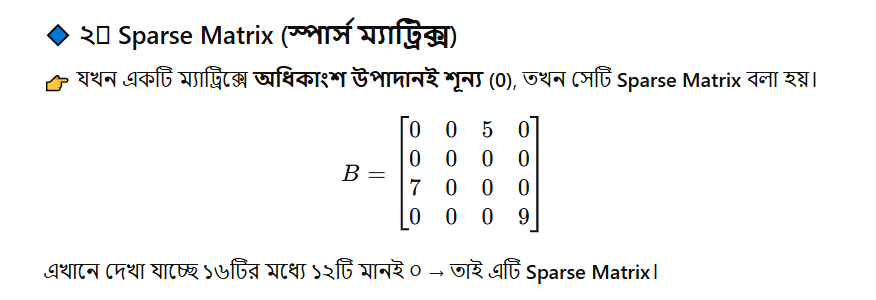 🔷 ২⃣ Sparse Matrix (স্পার্স ম্যাট্রিক্স)
👉 যখন একটি ম্যাট্রিক্সে অধিকাংশ উপাদানই শূন্য (0), তখন সেটি Sparse Matrix বলা হয়।
0 0 5 0
0 0 0 0
B =
7 0 0 0
0 0 0 9
এখানে দেখা যাচ্ছে ১৬টির মধ্যে ১২টি মানই ০ → তাই এটি Sparse Matrix।